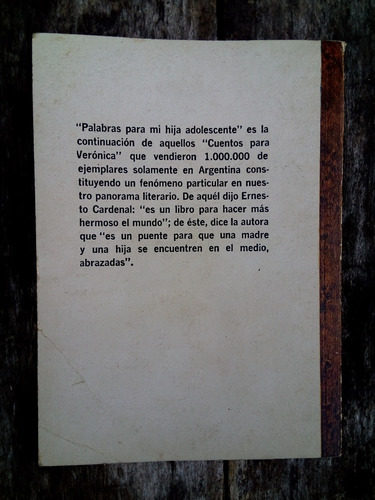 "Palabras para mi hija adolescente" es la
continuación de aquellos "Cuentos para
Verónica" que vendieron 1.000.000 de
ejemplares solamente en Argentina cons-
tituyendo un fenómeno particular en nues-
tro panorama literario. De aquél dijo Ernes-
to Cardenal: "es un libro para hacer más
hermoso el mundo"; de éste, dice la autora
que "es un puente para que una madre
y una hija se encuentren en el medio,
abrazadas".